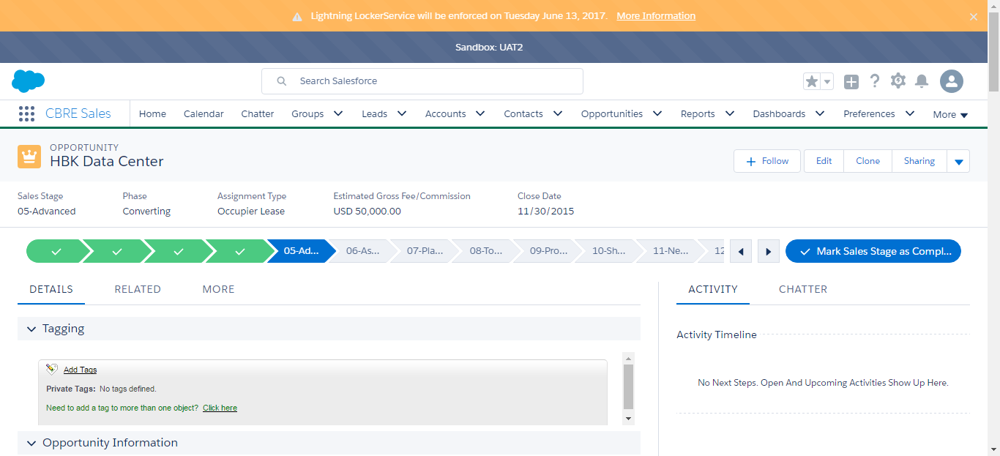 Lightning LockerService will be enforced on Tuesday June 13, 2017. More Information
Sandbox: UAT2
Search Salesforce
CBRE Sales Home Calendar Chatter Groups Leads Accounts Contacts Opportunities Reports Dashboards Preferences More
OPPORTUNITY
HBK Data Center
Follow Edit Clone Sharing
Sales Stage Phase Assignment Type Estimated Gross Fee/Commission Close Date
05-Advanced Converting Occupier Lease USD 50,000.00 11/30/2015
05-Ad... 06-As... 07-Pla... 08-To... 09-Pro... 10-Sh... 11-Ne... 12 Mark Sales Stage as Compl...
DETAILS RELATED MORE ACTIVITY CHATTER
Tagging
Activity Timeline
Add Tags
Private Tags: No tags defined.
No Next Steps. Open And Upcoming Activities Show Up Here.
Need to add a tag to more than one object? Click here
Opportunity Information